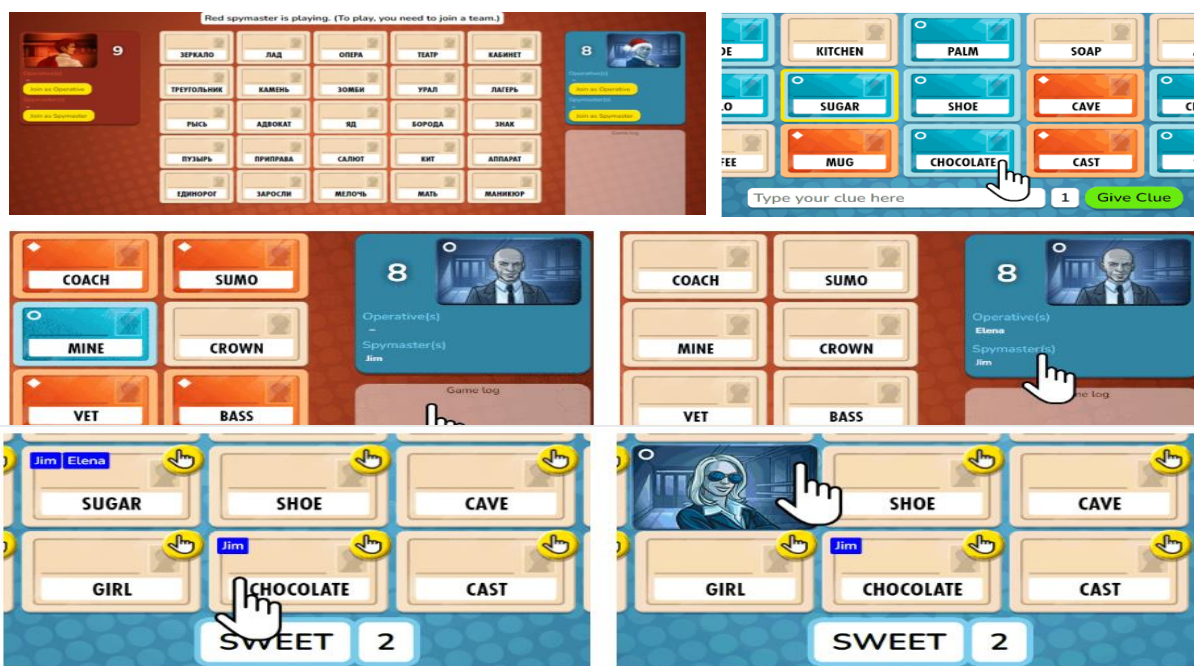 Red spymaster is playing. (To play, you need to join a team.)
9
Operative(s)
–
Join as Operative
Spymaster(s)
–
Join as Spymaster
ЗЕРКАЛО ЛАД ОПЕРА ТЕАТР КАБИНЕТ
ТРЕУГОЛЬНИК КАМЕНЬ ЗОМБИ УРАЛ ЛАГЕРЬ
РЫСЬ АДВОКАТ ЯД БОРОДА ЗНАК
ПУЗЫРЬ ПРИПРАВА САЛЮТ КИТ АППАРАТ
ЕДИНОРОГ ЗАРОСЛИ МЕЛОЧЬ МАТЬ МАНИКЮР
8
Operative(s)
–
Join as Operative
Spymaster(s)
–
Join as Spymaster
Game log
KITCHEN PALM SOAP
SUGAR SHOE CAVE
MUG CHOCOLATE CAST
Type your clue here 1 Give Clue
COACH SUMO
MINE CROWN
VET BASS
8
Operative(s)
–
Spymaster(s)
Jim
Game log
COACH SUMO
MINE CROWN
VET BASS
8
Operative(s)
Elena
Spymaster(s)
Jim
Jim Elena
SUGAR SHOE CAVE
Jim
GIRL CHOCOLATE CAST
SWEET 2
SHOE CAVE
Jim
GIRL CHOCOLATE CAST
SWEET 2